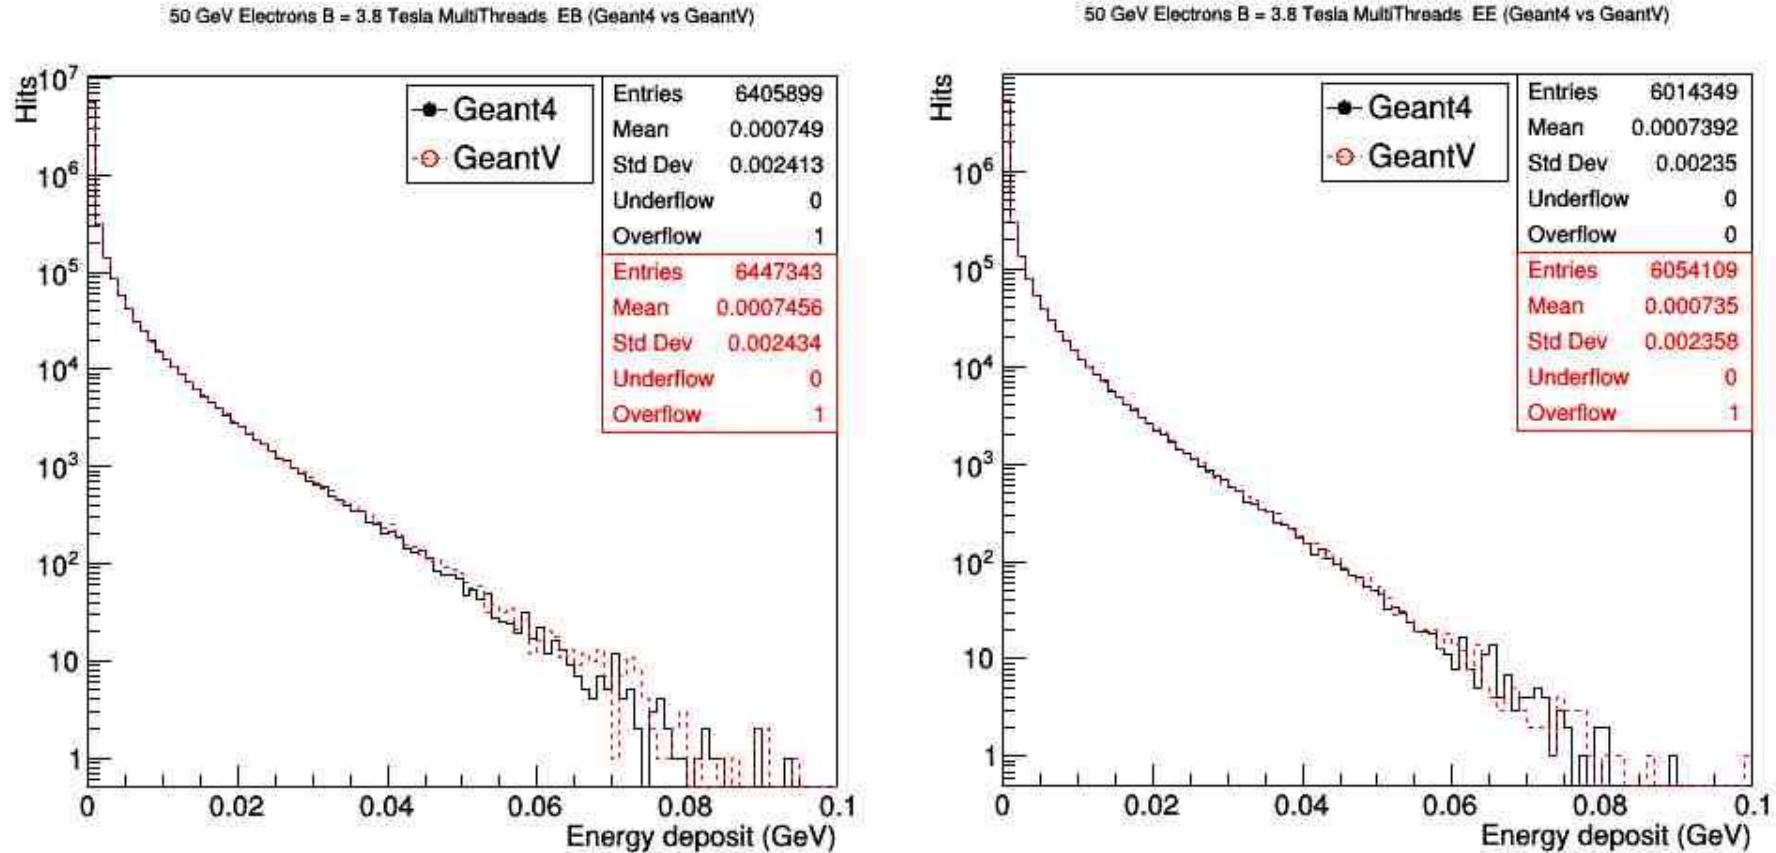 50 GeV Electrons B = 3.8 Tesla MultiThreads EB (Geant4 vs GeantV)
Hits
10^7
10^6
10^5
10^4
10^3
10^2
10
1
Geant4
GeantV
Entries 6405899
Mean 0.000749
Std Dev 0.002413
Underflow 0
Overflow 1
Entries 6447343
Mean 0.0007456
Std Dev 0.002434
Underflow 0
Overflow 1
0 0.02 0.04 0.06 0.08 0.1
Energy deposit (GeV)
50 GeV Electrons B = 3.8 Tesla MultiThreads EE (Geant4 vs GeantV)
Hits
10^6
10^5
10^4
10^3
10^2
10
1
Geant4
GeantV
Entries 6014349
Mean 0.0007392
Std Dev 0.00235
Underflow 0
Overflow 0
Entries 6054109
Mean 0.000735
Std Dev 0.002358
Underflow 0
Overflow 1
0 0.02 0.04 0.06 0.08 0.1
Energy deposit (GeV)